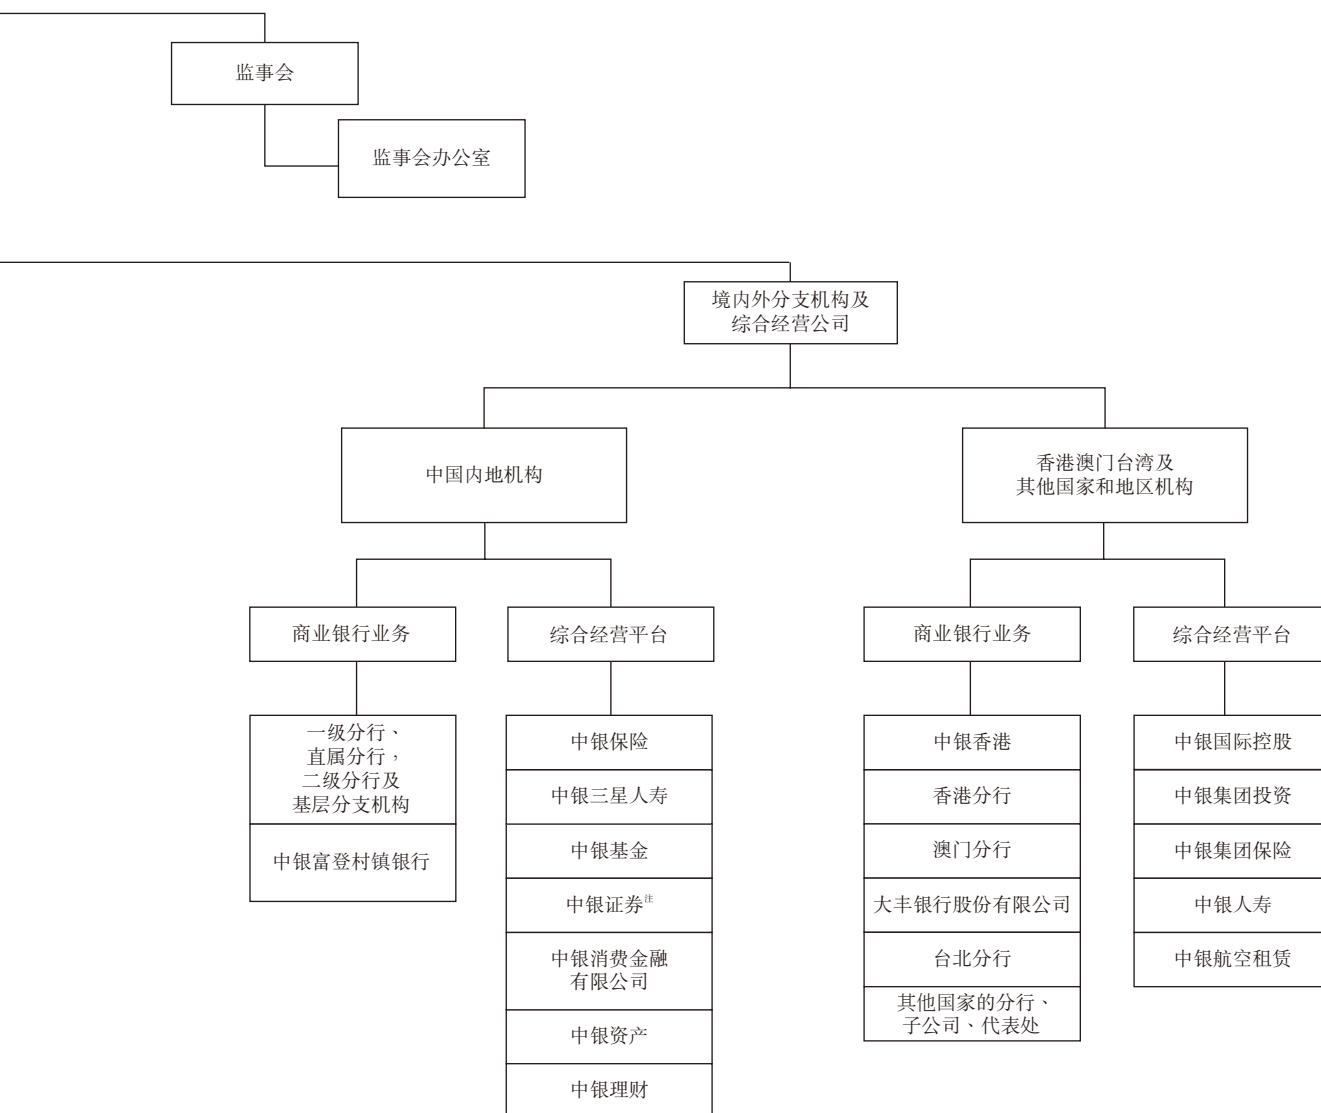 监事会
监事会办公室
境内外分支机构及
综合经营公司
中国内地机构
香港澳门台湾及
其他国家和地区机构
商业银行业务
综合经营平台
商业银行业务
综合经营平台
一级分行、
直属分行，
二级分行及
基层分支机构
中银富登村镇银行
中银保险
中银三星人寿
中银基金
中银证券注
中银消费金融
有限公司
中银资产
中银理财
中银香港
香港分行
澳门分行
大丰银行股份有限公司
台北分行
其他国家的分行、
子公司、代表处
中银国际控股
中银集团投资
中银集团保险
中银人寿
中银航空租赁